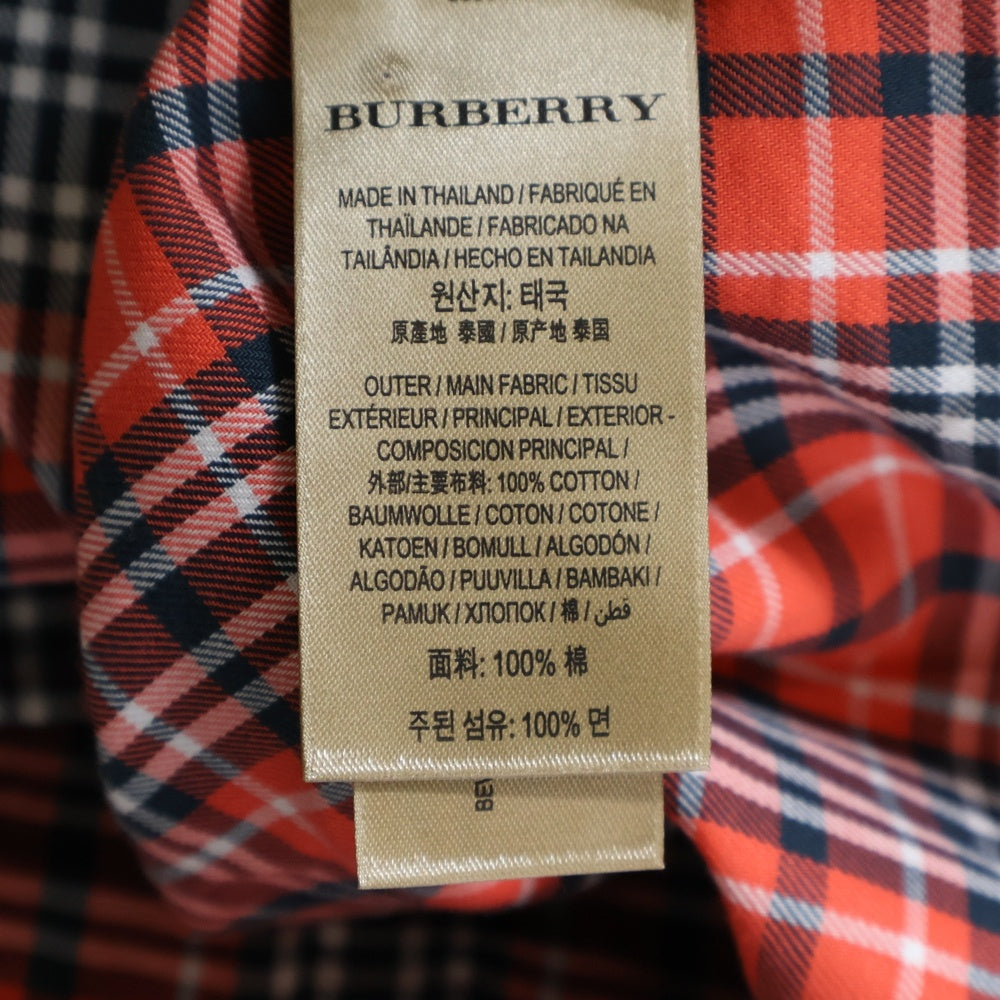 BURBERRY
MADE IN THAILAND / FABRIQUÉ EN
THAÏLANDE / FABRICADO NA
TAILÂNDIA / HECHO EN TAILANDIA
원산지: 태국
原產地 泰國 / 原产地 泰国
OUTER / MAIN FABRIC / TISSU
EXTÉRIEUR / PRINCIPAL / EXTERIOR -
COMPOSICION PRINCIPAL /
外部/主要布料: 100% COTTON /
BAUMWOLLE / COTON / COTONE /
KATOEN / BOMULL / ALGODÓN /
ALGODÃO / PUUVILLA / BAMBAKI /
PAMUK / ХЛОПОК / 棉 / قطن
面料: 100% 棉
주된 섬유: 100% 면